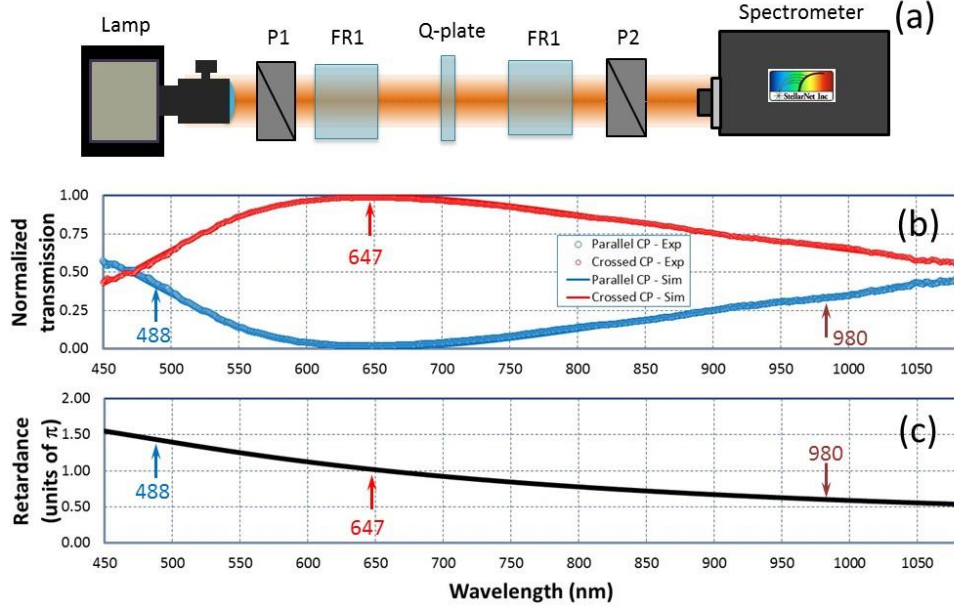 Lamp
P1
FR1
Q-plate
FR1
P2
Spectrometer
(a)
StellarNet Inc
Normalized
transmission
1.00
0.75
0.50
0.25
0.00
(b)
647
488
980
Parallel CP - Exp
Crossed CP - Exp
Parallel CP - Sim
Crossed CP - Sim
450 500 550 600 650 700 750 800 850 900 950 1000 1050
Retardance
(units of π)
2.00
1.50
1.00
0.50
0.00
(c)
488
647
980
450 500 550 600 650 700 750 800 850 900 950 1000 1050
Wavelength (nm)